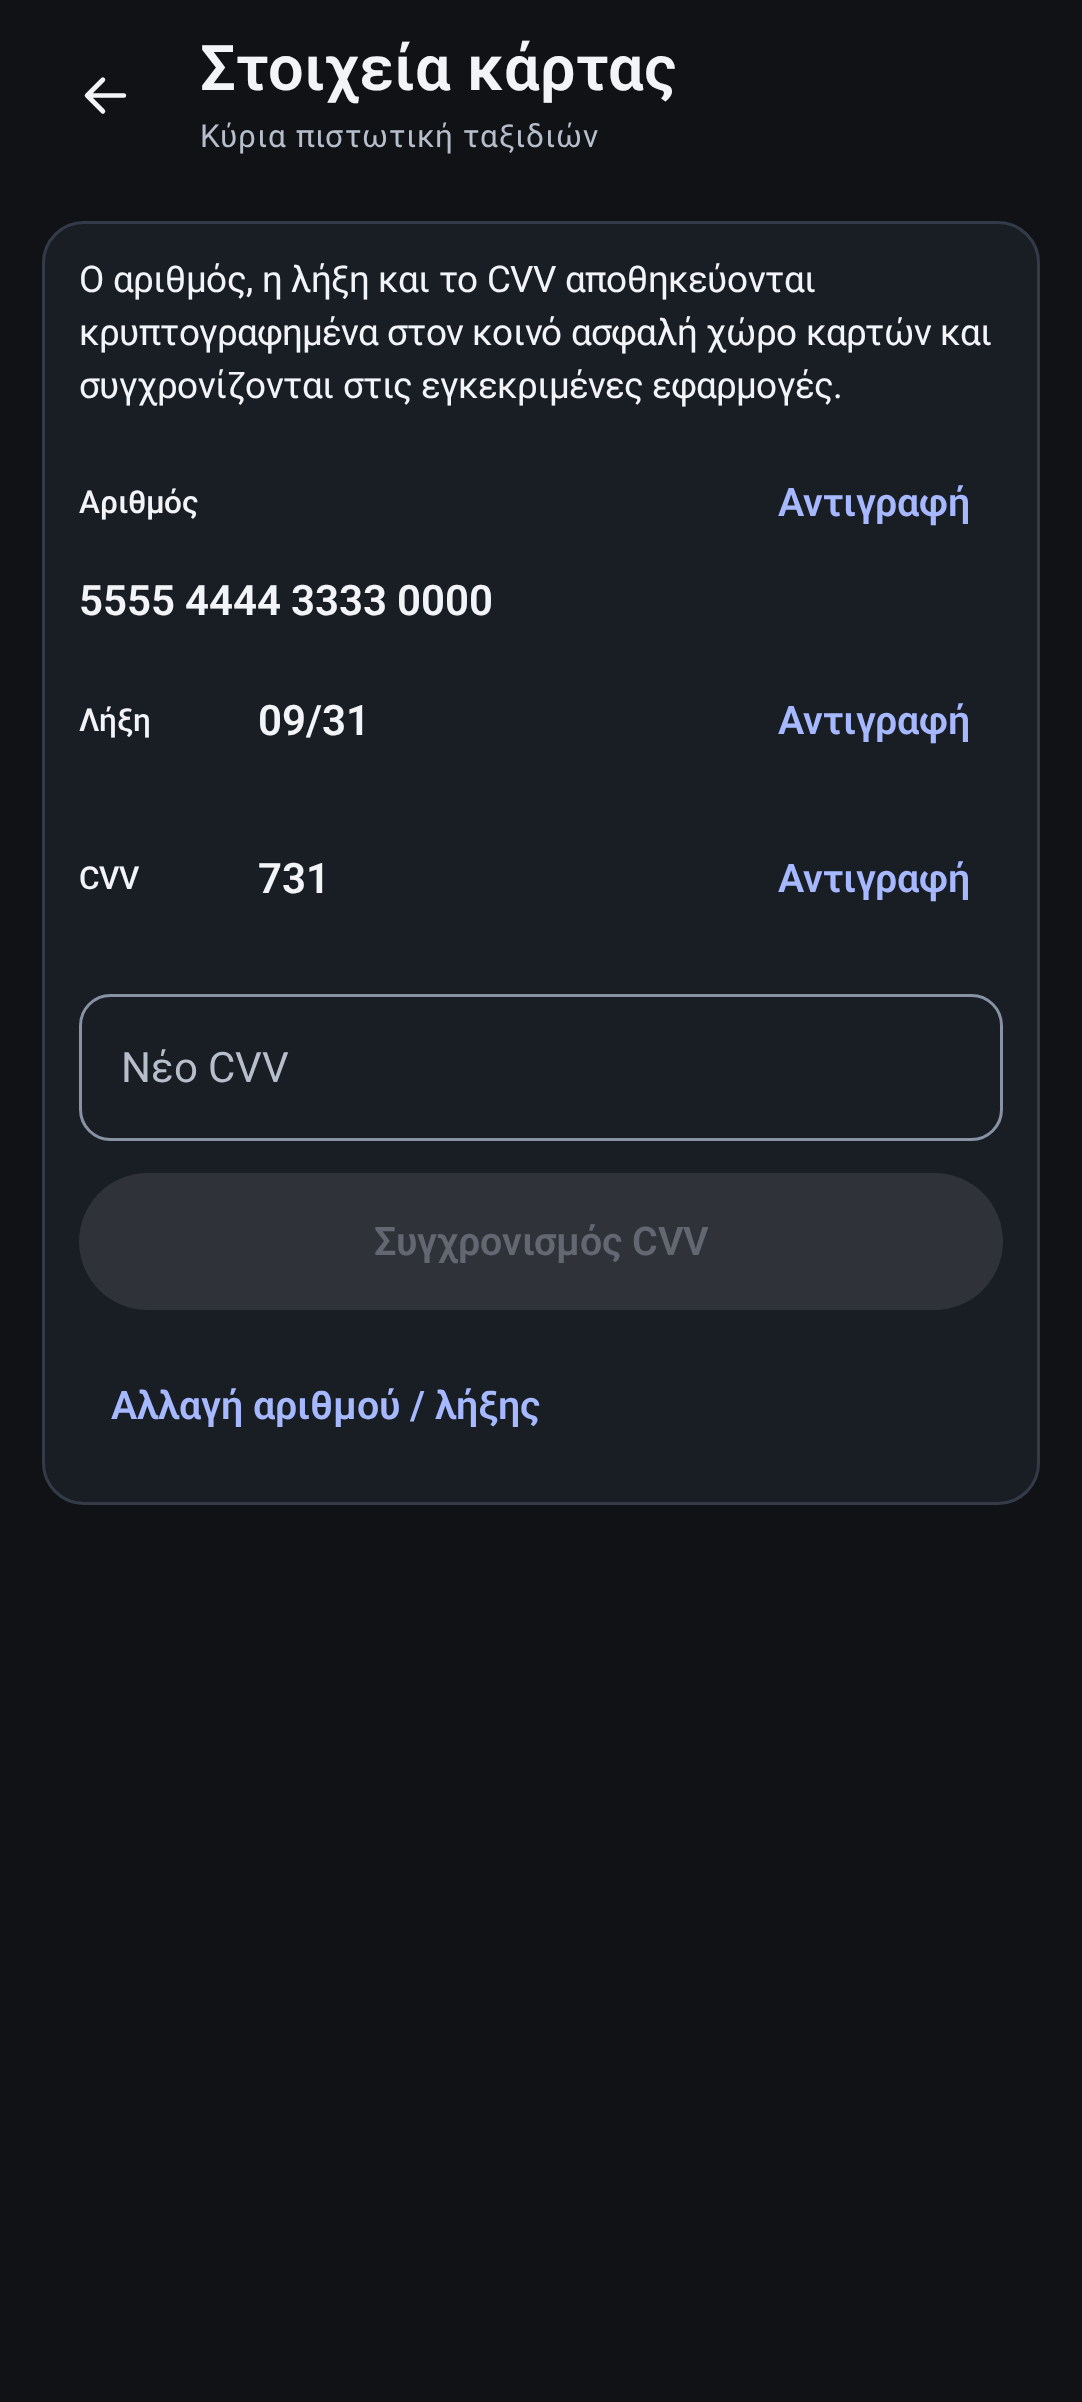 Στοιχεία κάρτας
Κύρια πιστωτική ταξιδιών
Ο αριθμός, η λήξη και το CVV αποθηκεύονται
κρυπτογραφημένα στον κοινό ασφαλή χώρο καρτών και
συγχρονίζονται στις εγκεκριμένες εφαρμογές.
Αριθμός Αντιγραφή
5555 4444 3333 0000
Λήξη 09/31 Αντιγραφή
CVV 731 Αντιγραφή
Νέο CVV
Συγχρονισμός CVV
Αλλαγή αριθμού / λήξης